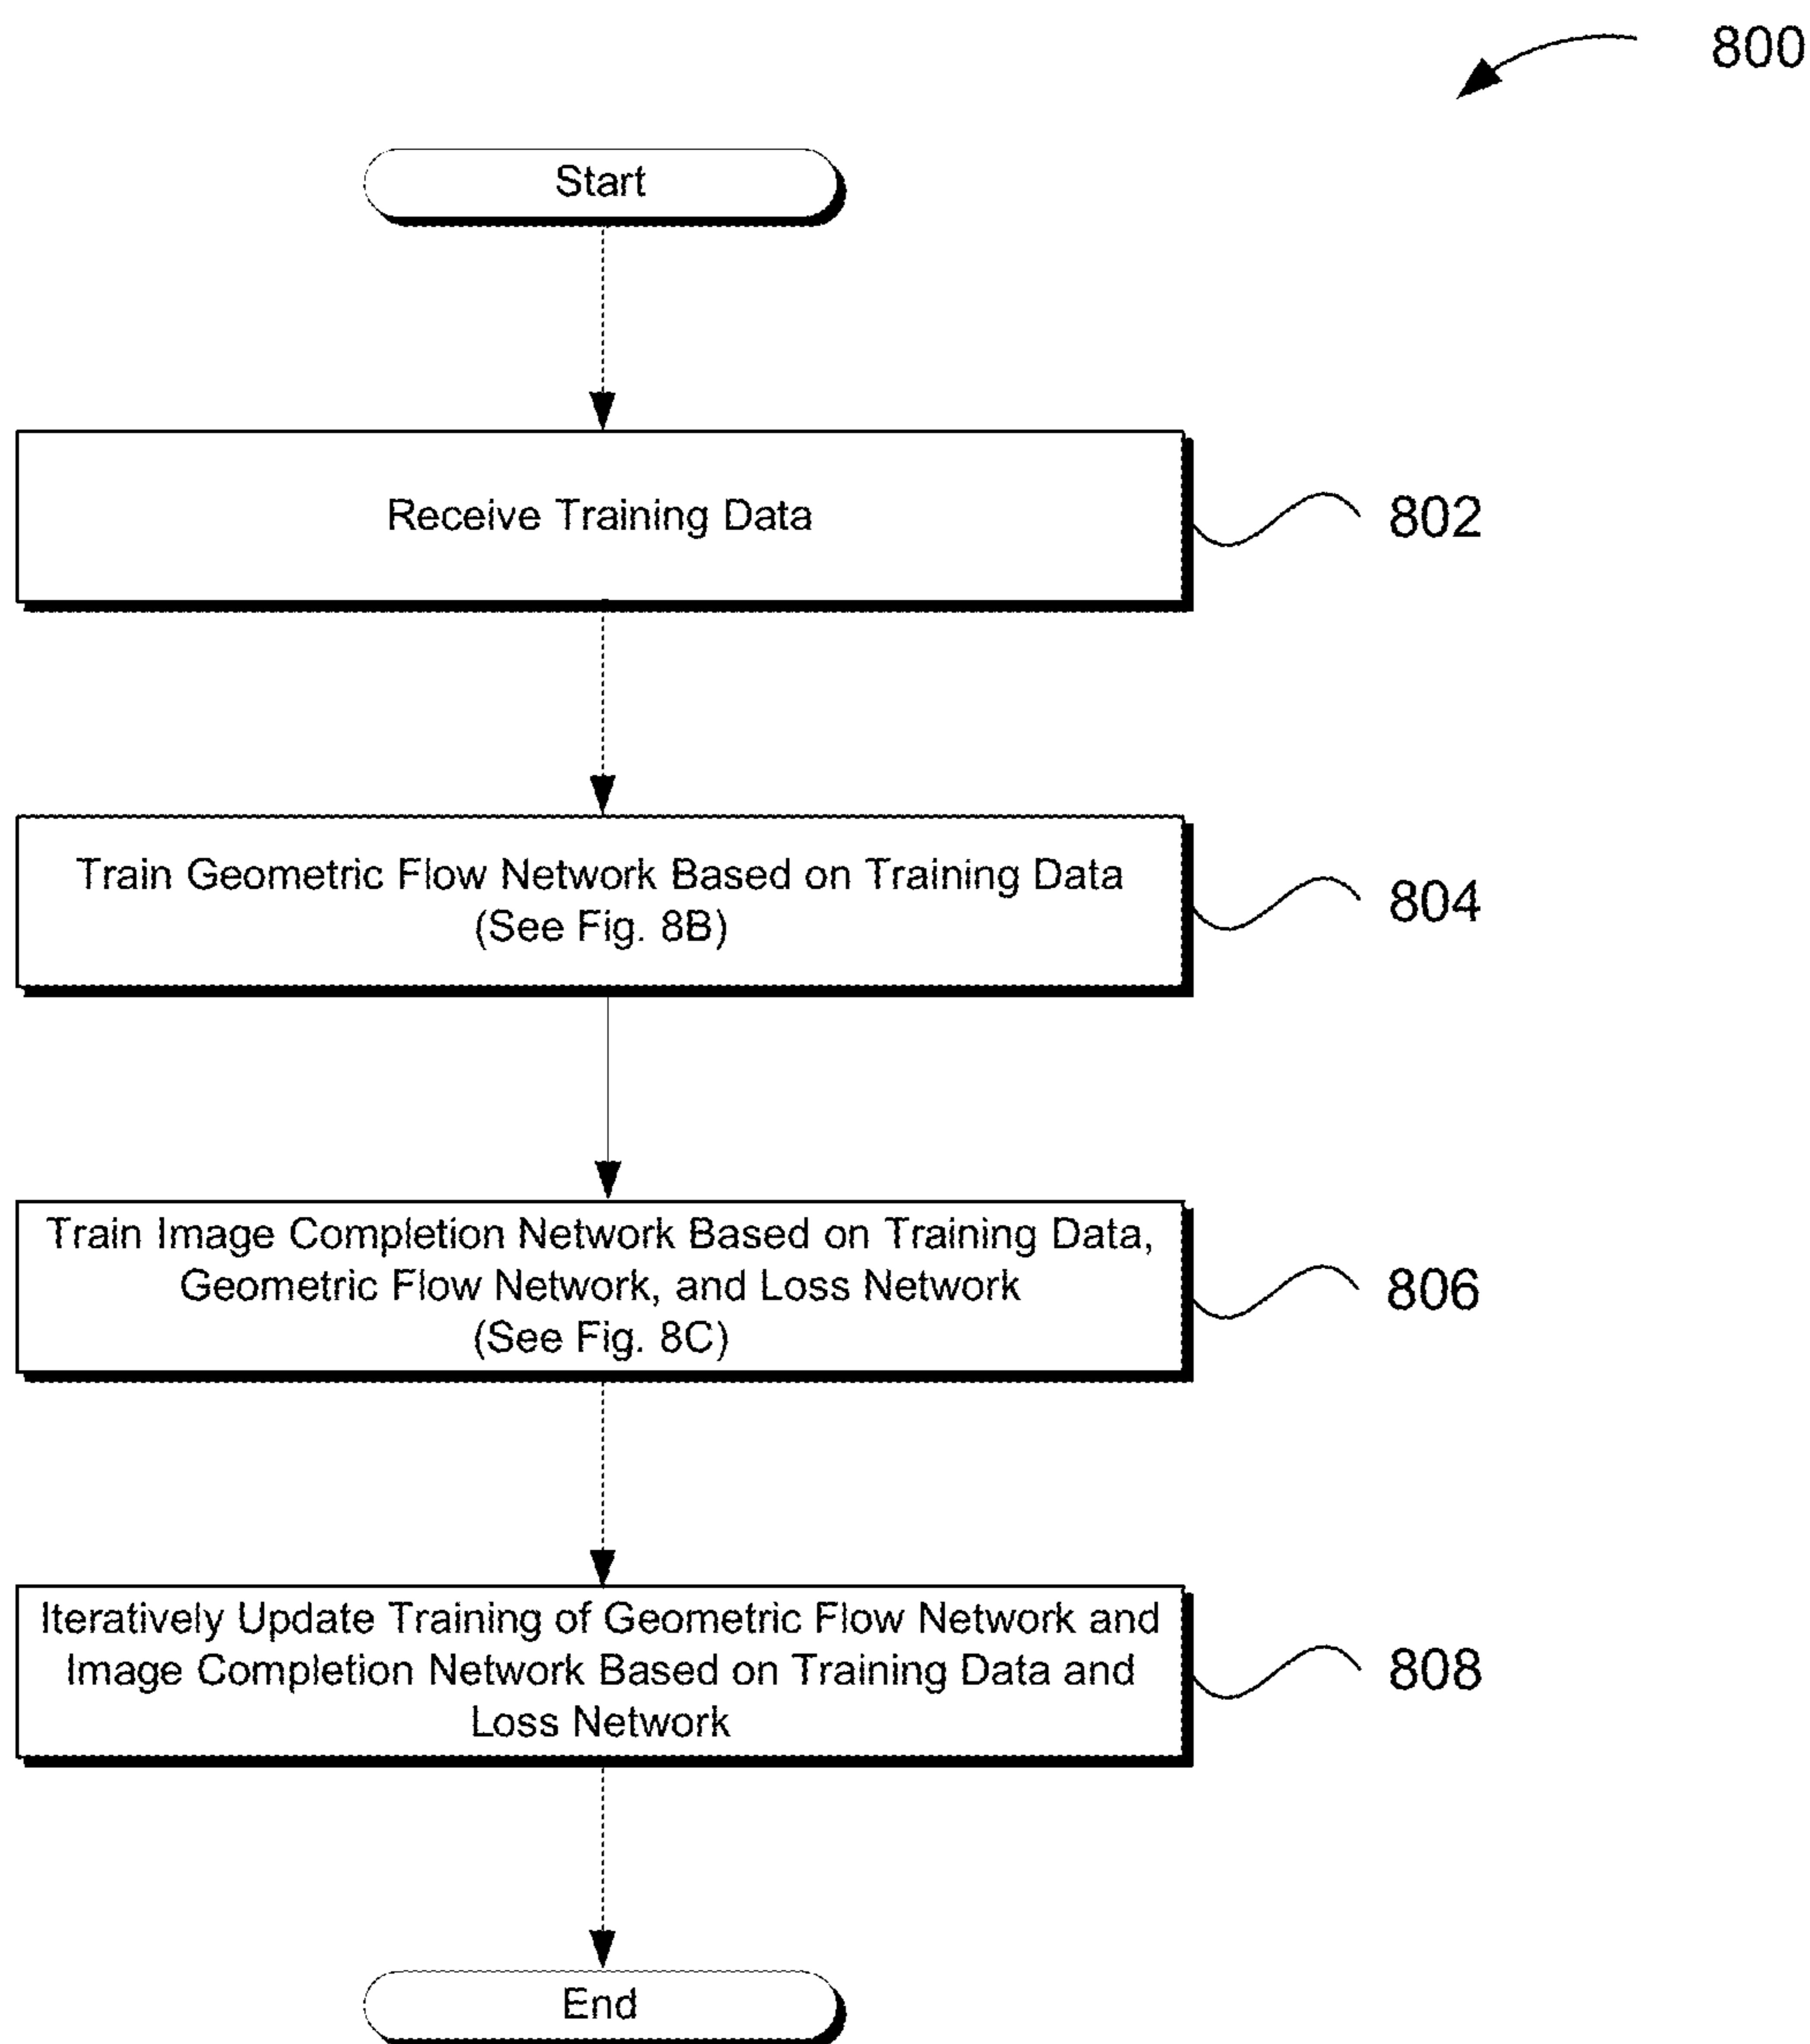 800
Start
Receive Training Data
802
Train Geometric Flow Network Based on Training Data
(See Fig. 8B)
804
Train Image Completion Network Based on Training Data,
Geometric Flow Network, and Loss Network
(See Fig. 8C)
806
Iteratively Update Training of Geometric Flow Network and
Image Completion Network Based on Training Data and
Loss Network
808
End